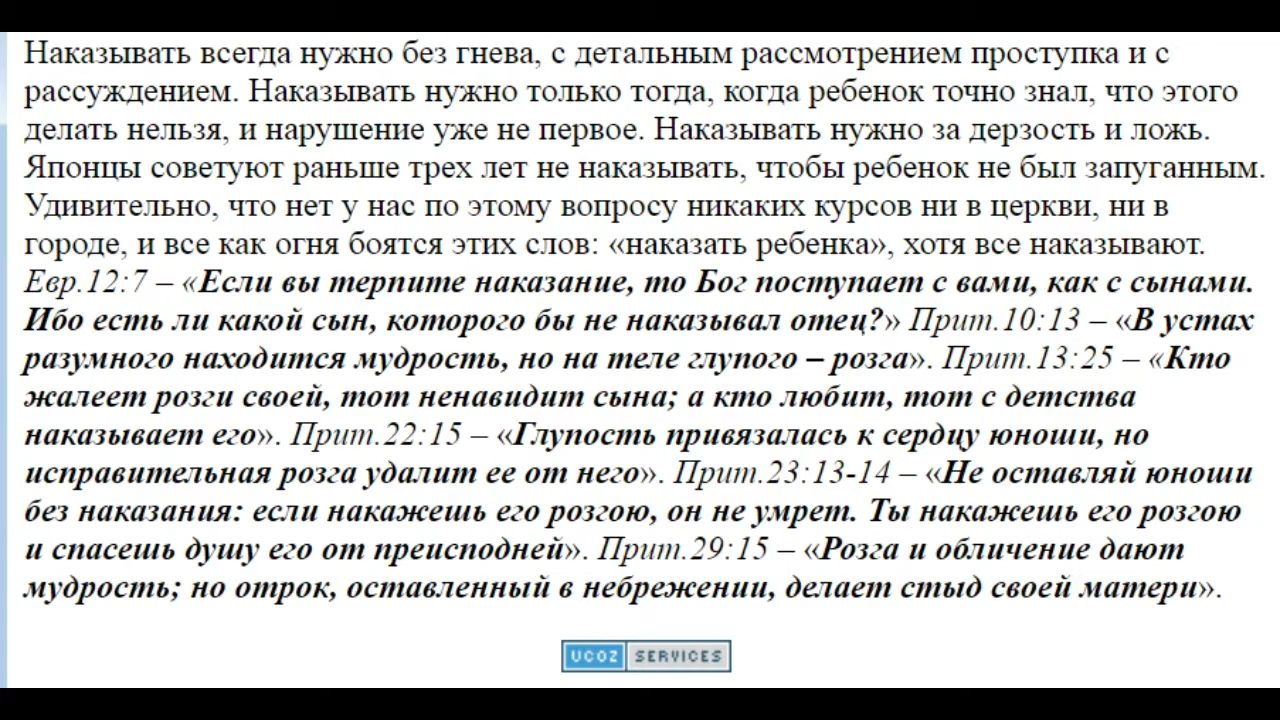 Наказывать всегда нужно без гнева, с детальным рассмотрением проступка и с
рассуждением. Наказывать нужно только тогда, когда ребенок точно знал, что этого
делать нельзя, и нарушение уже не первое. Наказывать нужно за дерзость и ложь.
Японцы советуют раньше трех лет не наказывать, чтобы ребенок не был запуганным.
Удивительно, что нет у нас по этому вопросу никаких курсов ни в церкви, ни в
городе, и все как огня боятся этих слов: «наказать ребенка», хотя все наказывают.
Евр.12:7 – «Если вы терпите наказание, то Бог поступает с вами, как с сынами.
Ибо есть ли какой сын, которого бы не наказывал отец?» Прит.10:13 – «В устах
разумного находится мудрость, но на теле глупого – розга». Прит.13:25 – «Кто
жалеет розги своей, тот ненавидит сына; а кто любит, тот с детства
наказывает его». Прит.22:15 – «Глупость привязалась к сердцу юноши, но
исправительная розга удалит ее от него». Прит.23:13-14 – «Не оставляй юноши
без наказания: если накажешь его розгою, он не умрет. Ты накажешь его розгою
и спасешь душу его от преисподней». Прит.29:15 – «Розга и обличение дают
мудрость; но отрок, оставленный в небрежении, делает стыд своей матери».
UCOZ SERVICES